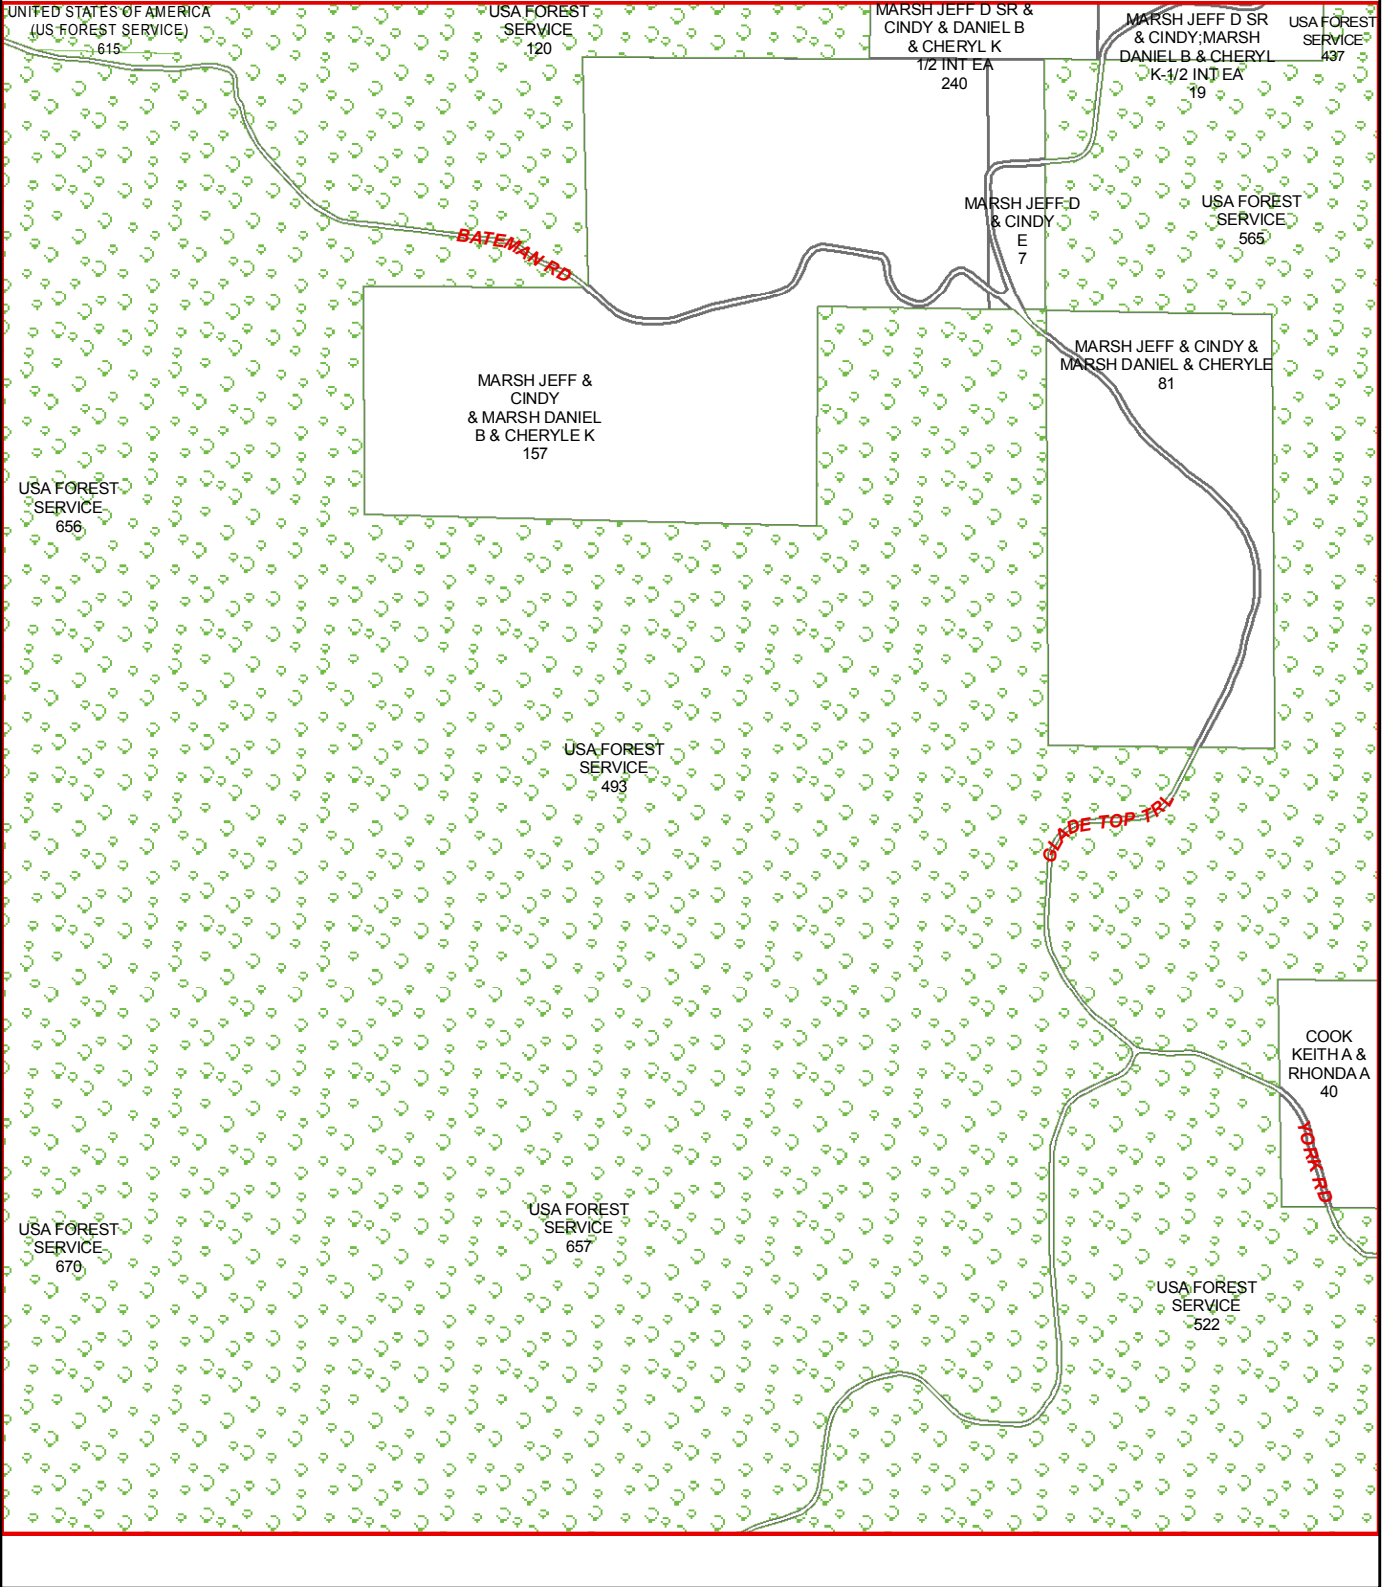 UNITED STATES OF AMERICA
(US FOREST SERVICE)
615
USA FOREST
SERVICE
120
MARSH JEFF D SR &
CINDY & DANIEL B
& CHERYL K
1/2 INT EA
240
MARSH JEFF D SR
& CINDY;MARSH
DANIEL B & CHERYL
K-1/2 INT EA
19
USA FOREST
SERVICE
437
MARSH JEFF D
& CINDY
E
7
USA FOREST
SERVICE
565
BATEMAN RD
MARSH JEFF & CINDY &
MARSH DANIEL & CHERYLE
81
MARSH JEFF &
CINDY
& MARSH DANIEL
B & CHERYLE K
157
USA FOREST
SERVICE
656
USA FOREST
SERVICE
493
GLADE TOP TRL
COOK
KEITH A &
RHONDA A
40
YORK RD
USA FOREST
SERVICE
670
USA FOREST
SERVICE
657
USA FOREST
SERVICE
522